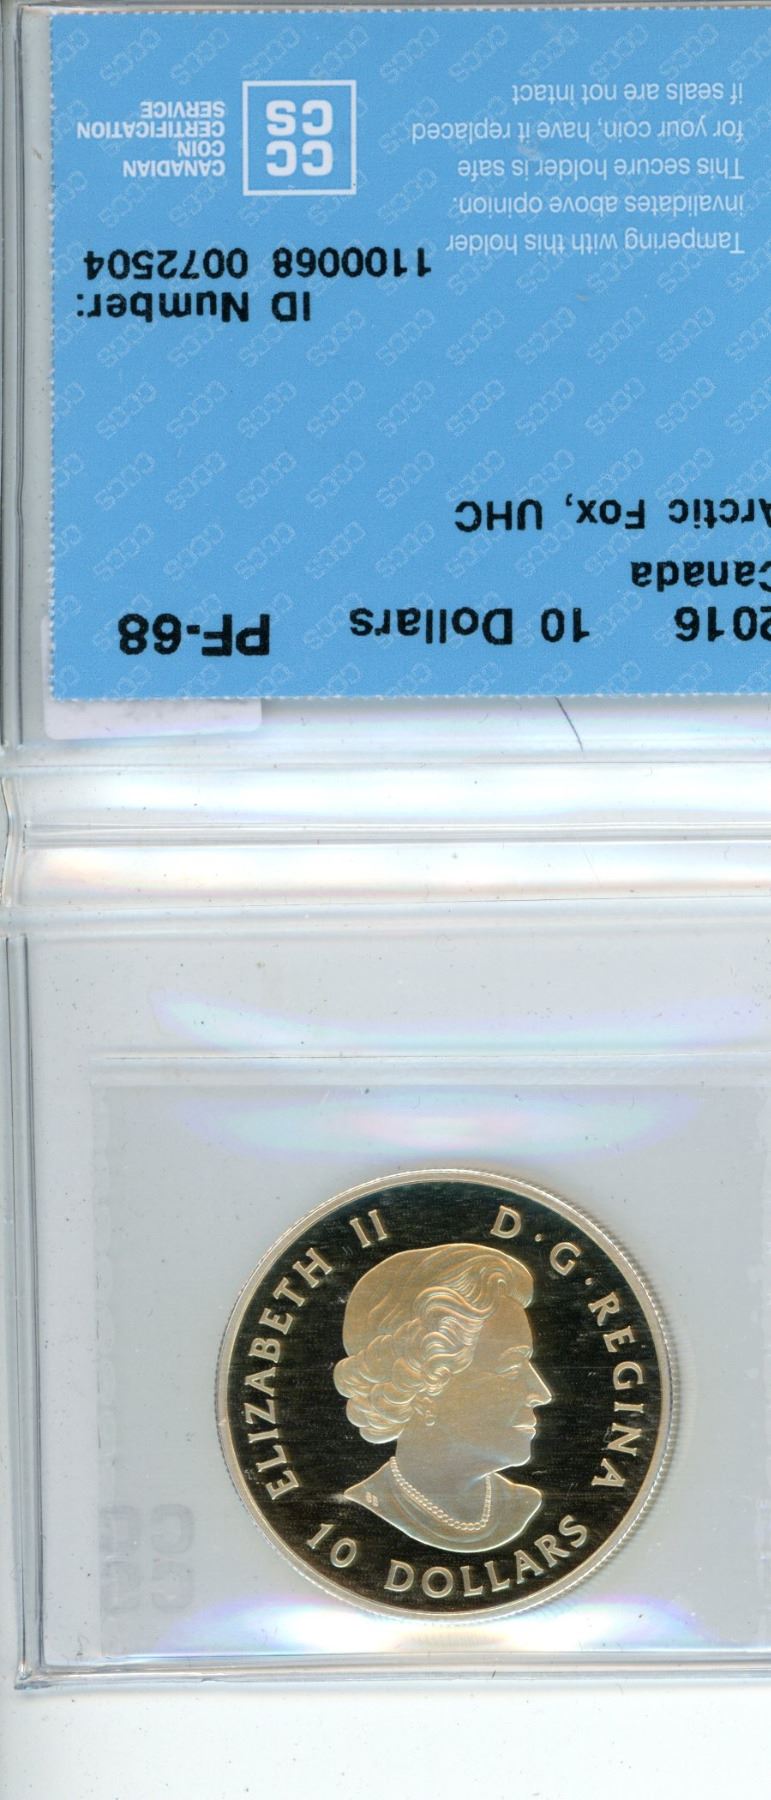 2016 10 Dollars PF-68
Canada
Arctic Fox, UHC
ID Number:
1100068 0072504
Tampering with this holder
invalidates above opinion.
This secure holder is safe
for your coin, have it replaced
if seals are not intact
CC
CS
CANADIAN
COIN
CERTIFICATION
SERVICE
ELIZABETH II D·G·REGINA
10 DOLLARS